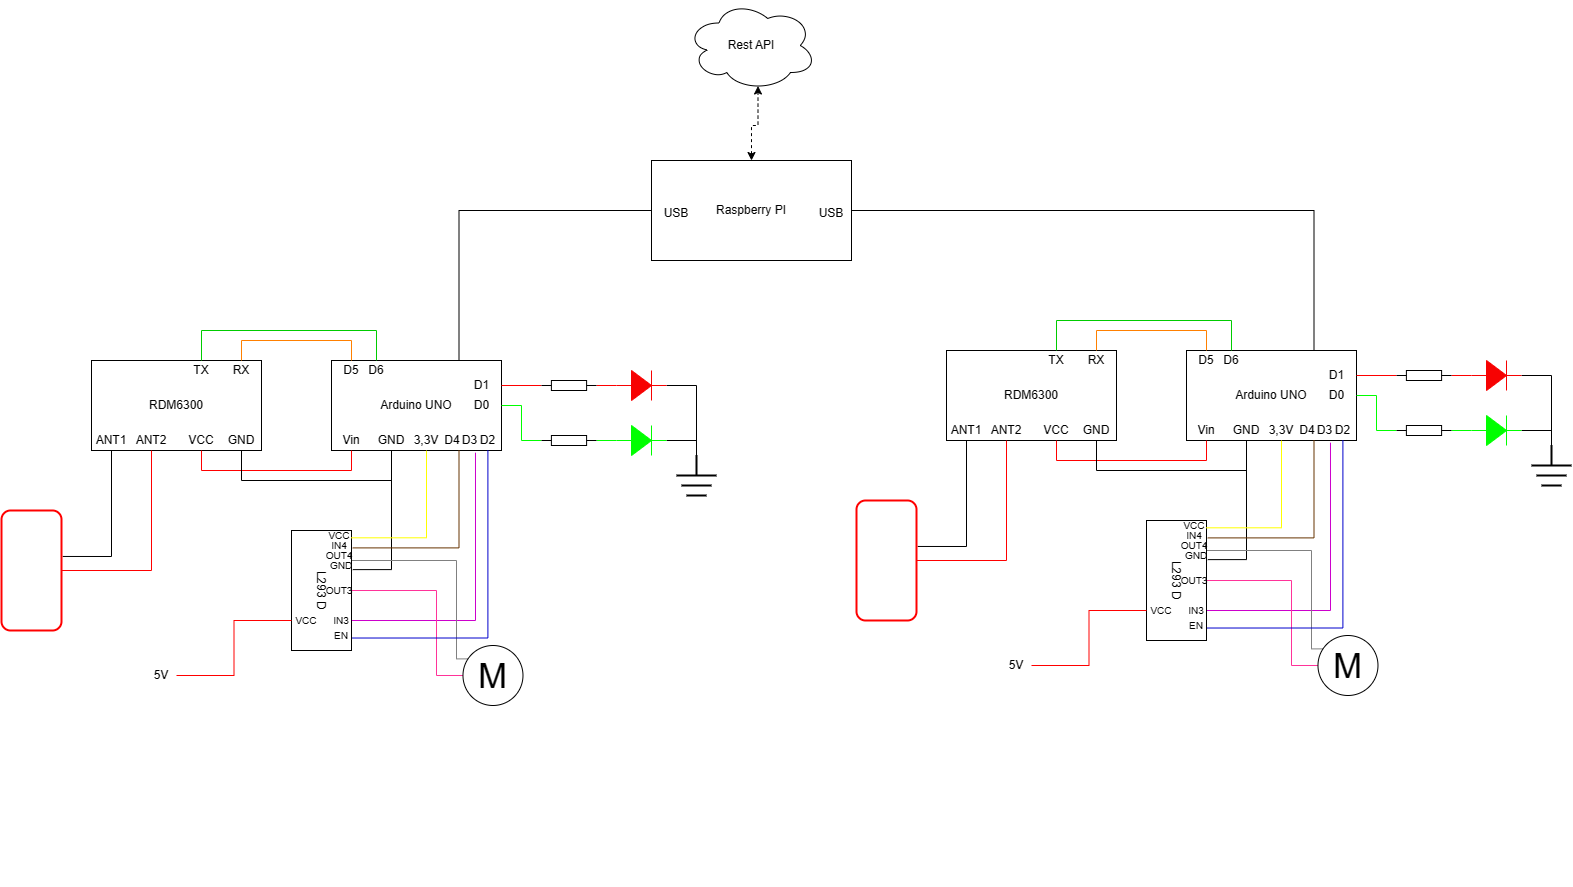 Rest API
USB Raspberry PI USB
TX RX
RDM6300
ANT1 ANT2 VCC GND
D5 D6
D1
Arduino UNO D0
Vin GND 3,3V D4 D3 D2
VCC
IN4
OUT4
GND
L293 D
OUT3
VCC IN3
EN
5V
M
TX RX
RDM6300
ANT1 ANT2 VCC GND
D5 D6
D1
Arduino UNO D0
Vin GND 3,3V D4 D3 D2
VCC
IN4
OUT4
GND
L293 D
OUT3
VCC IN3
EN
5V
M